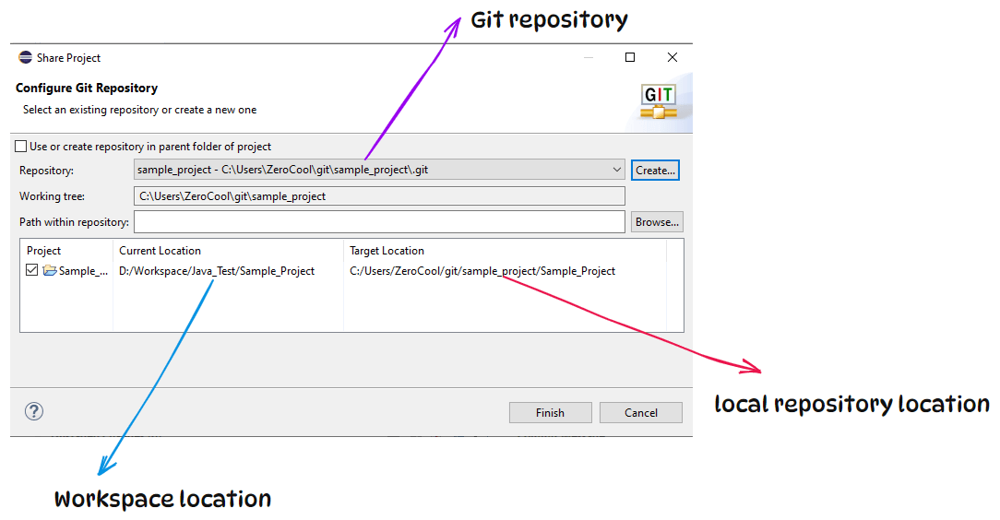 Git repository
Share Project
Configure Git Repository
Select an existing repository or create a new one
GIT
Use or create repository in parent folder of project
Repository: sample_project - C:\Users\ZeroCool\git\sample_project\.git Create...
Working tree: C:\Users\ZeroCool\git\sample_project
Path within repository: Browse...
Project Current Location Target Location
Sample_... D:/Workspace/Java_Test/Sample_Project C:/Users/ZeroCool/git/sample_project/Sample_Project
local repository location
? Finish Cancel
Workspace location